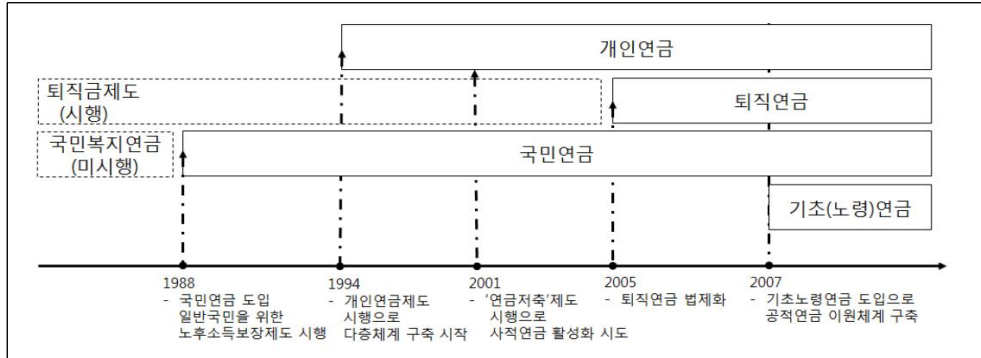 개인연금
퇴직금제도
(시행)
퇴직연금
국민복지연금
(미시행)
국민연금
기초(노령)연금
1988
- 국민연금 도입
일반국민을 위한
노후소득보장제도 시행
1994
- 개인연금제도
시행으로
다층체계 구축 시작
2001
- '연금저축'제도
시행으로
사적연금 활성화 시도
2005
- 퇴직연금 법제화
2007
- 기초노령연금 도입으로
공적연금 이원체계 구축